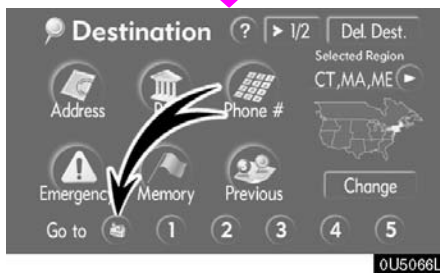 Destination ? 1/2 Del. Dest.
Selected Region
CT,MA,ME
Address Phone #
Emergency Memory Previous
Change
Go to 1 2 3 4 5
0U5066L